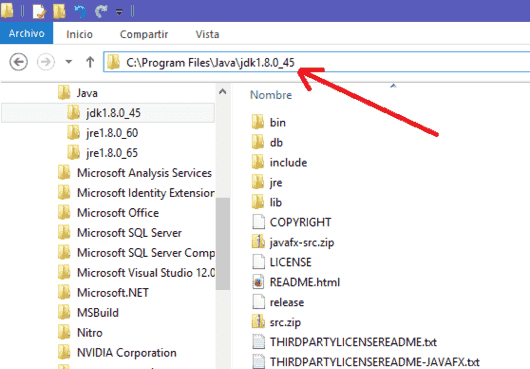 Archivo Inicio Compartir Vista
C:\Program Files\Java\jdk1.8.0_45
Java
jdk1.8.0_45
jre1.8.0_60
jre1.8.0_65
Microsoft Analysis Services
Microsoft Identity Extension
Microsoft Office
Microsoft SQL Server
Microsoft SQL Server Comp
Microsoft Visual Studio 12.0
Microsoft.NET
MSBuild
Nitro
NVIDIA Corporation
Nombre
bin
db
include
jre
lib
COPYRIGHT
javafx-src.zip
LICENSE
README.html
release
src.zip
THIRDPARTYLICENSEREADME.txt
THIRDPARTYLICENSEREADME-JAVAFX.txt